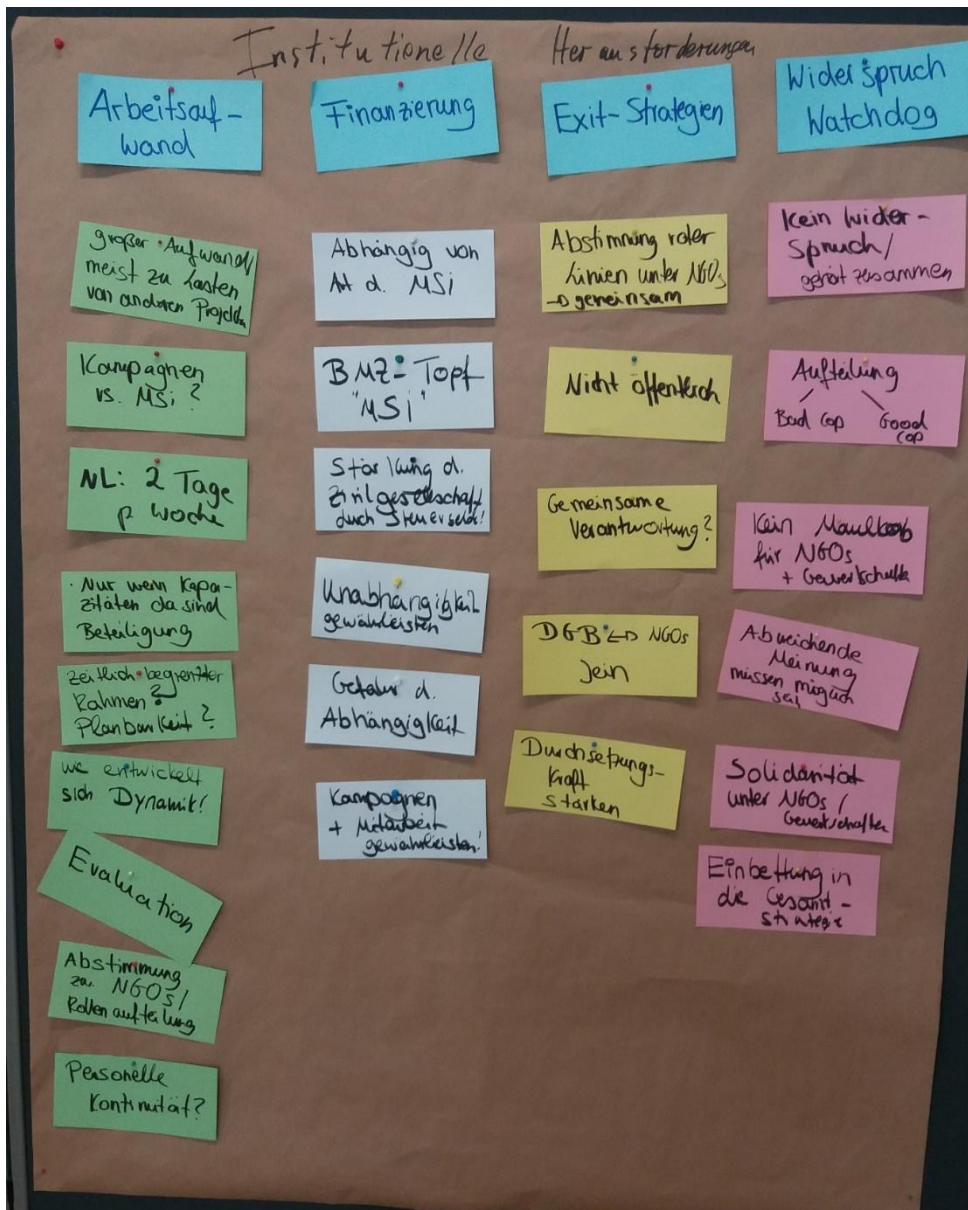 Institutionelle Herausforderungen
Arbeitsauf-
wand
großer Aufwand/
meist zu Lasten
von anderen Projekten
Kampagnen
vs. MSi?
NL: 2 Tage
p Woche
Nur wenn Kapa-
zitäten da sind
Beteiligung
zeitlich begrenzter
Rahmen?
Planbarkeit?
wie entwickelt
sich Dynamik!
Evaluation
Abstimmung
zw. NGOs/
Rollenaufteilung
Personelle
Kontinuität?
Finanzierung
Abhängig von
Art d. MSi
BMZ-Topf
"MSi"
Stärkung d.
Zivilgesellschaft
durch Steuergelder!
Unabhängigkeit
gewährleisten
Gefahr d.
Abhängigkeit
Kampagnen
+ Mitarbeit
gewährleisten!
Exit-Strategien
Abstimmung roter
Linien unter NGOs
→ gemeinsam
Nicht öffentlich
Gemeinsame
Verantwortung?
DGB ↔ NGOs
Jein
Durchsetzungs-
kraft
stärken
Widerspruch
Watchdog
Kein Wider-
spruch/
gehört zusammen
Aufteilung
Bad Cop Good
Cop
Kein Maulkorb
für NGOs
+ Gewerkschafte
Abweichende
Meinung
müssen möglich
sein
Solidarität
unter NGOs/
Gewerkschaften
Einbettung in
die Gesamt-
strategie